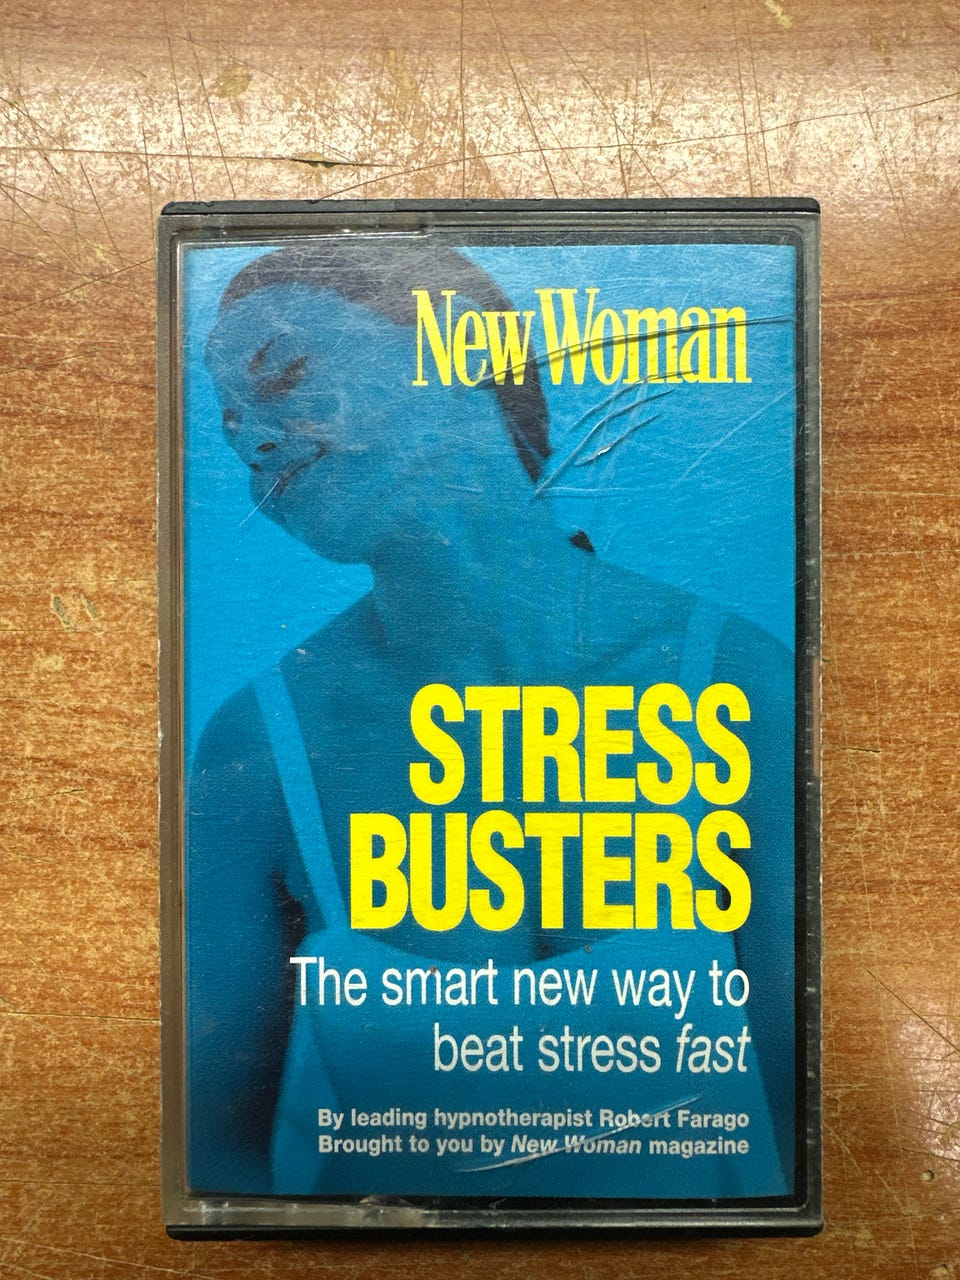 New Woman
STRESS
BUSTERS
The smart new way to
beat stress fast
By leading hypnotherapist Robert Farago
Brought to you by New Woman magazine